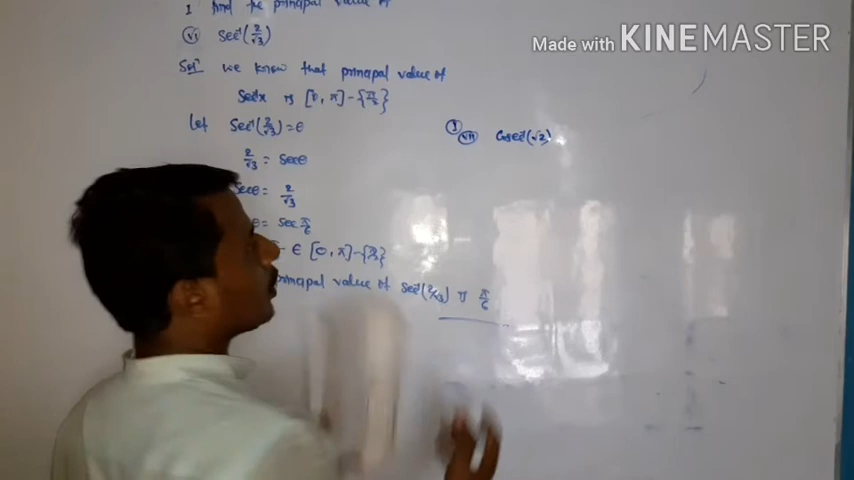 1 find the principal value of
(vi) Sec⁻¹(2/√3)
Solⁿ we know that principal value of
Sec⁻¹x is [0, π] - {π/2}
Let Sec⁻¹(2/√3) = θ
2/√3 = Secθ
Secθ = 2/√3
θ = Sec π/6
∈ [0, π] - {π/2}
principal value of Sec⁻¹(2/√3) is π/6
(1) (vii) Cosec⁻¹(√2)
Made with KINEMASTER